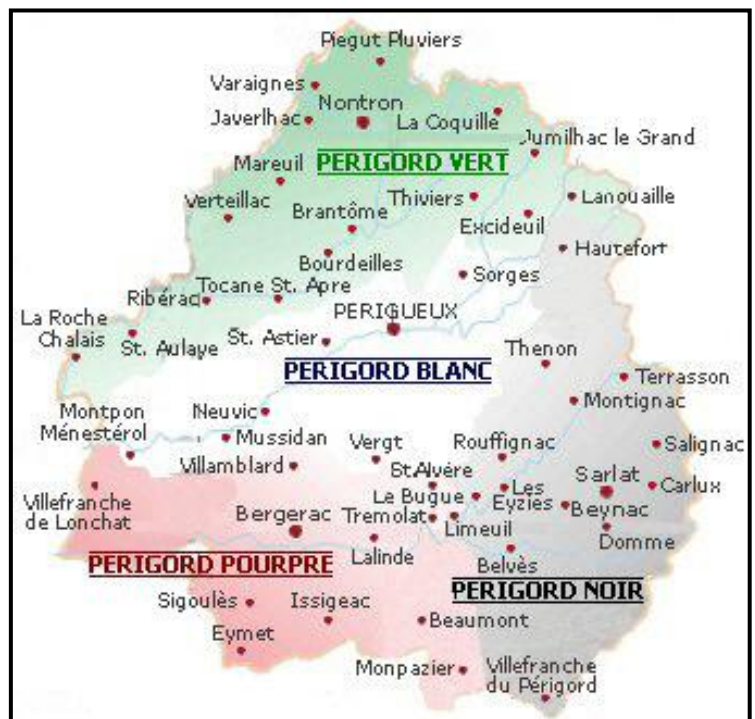 Piegut Pluviers
Varaignes
Nontron
Javerlhac
La Coquille
Jumilhac le Grand
Mareuil
PERIGORD VERT
Thiviers
Lanouaille
Verteillac
Brantôme
Excideuil
Hautefort
Bourdeilles
Sorges
Tocane St. Apre
Ribérac
PERIGUEUX
La Roche
Chalais
St. Aulaye
St. Astier
Thenon
PERIGORD BLANC
Terrasson
Montignac
Montpon
Ménestérol
Neuvic
Mussidan
Vergt
Rouffignac
Salignac
Villamblard
St.Alvére
Sarlat
Villefranche
de Lonchat
Le Bugue
Les
Eyzies
Carlux
Bergerac
Tremolat
Limeuil
Beynac
Domme
Lalinde
Belvès
PERIGORD POURPRE
PERIGORD NOIR
Sigoulès
Issigeac
Beaumont
Eymet
Monpazier
Villefranche
du Périgord